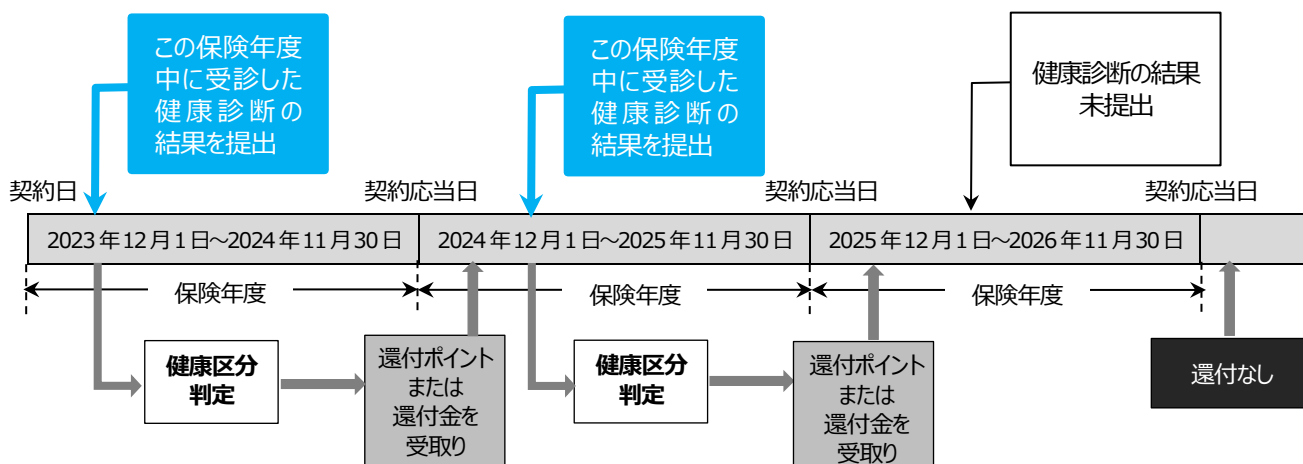 この保険年度
中に受診した
健康診断の
結果を提出
この保険年度
中に受診した
健康診断の
結果を提出
健康診断の結果
未提出
契約日
契約応当日
契約応当日
契約応当日
2023年12月1日～2024年11月30日
2024年12月1日～2025年11月30日
2025年12月1日～2026年11月30日
保険年度
保険年度
保険年度
健康区分
判定
還付ポイント
または
還付金を
受取り
健康区分
判定
還付ポイント
または
還付金を
受取り
還付なし